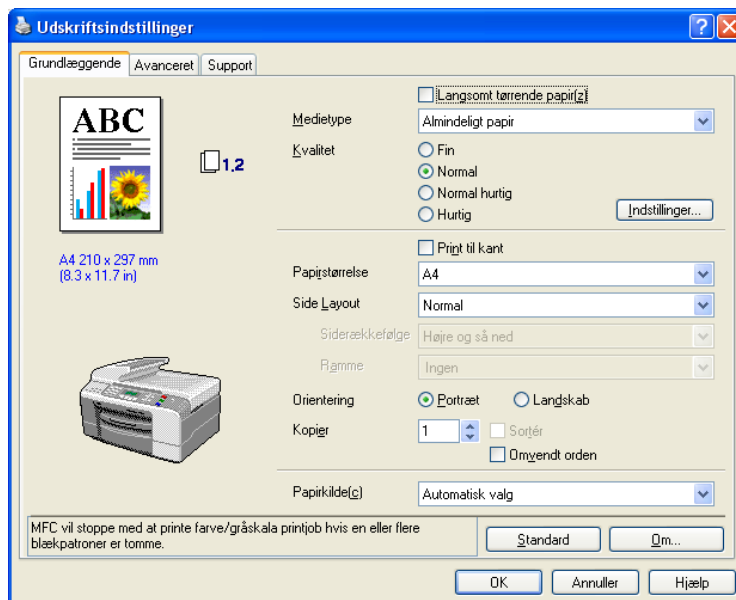 Udskriftsindstillinger
Grundlæggende
Avanceret
Support
ABC
1.2
A4 210 x 297 mm
(8.3 x 11.7 in)
Langsomt tørrende papir(z)
Medietype
Almindeligt papir
Kvalitet
Fin
Normal
Normal hurtig
Hurtig
Indstillinger...
Print til kant
Papirstørrelse
A4
Side Layout
Normal
Siderækkefølge
Højre og så ned
Ramme
Ingen
Orientering
Portræt
Landskab
Kopier
1
Sortér
Omvendt orden
Papirkilde(c)
Automatisk valg
MFC vil stoppe med at printe farve/gråskala printjob hvis en eller flere
blækpatroner er tomme.
Standard
Om...
OK
Annuller
Hjælp